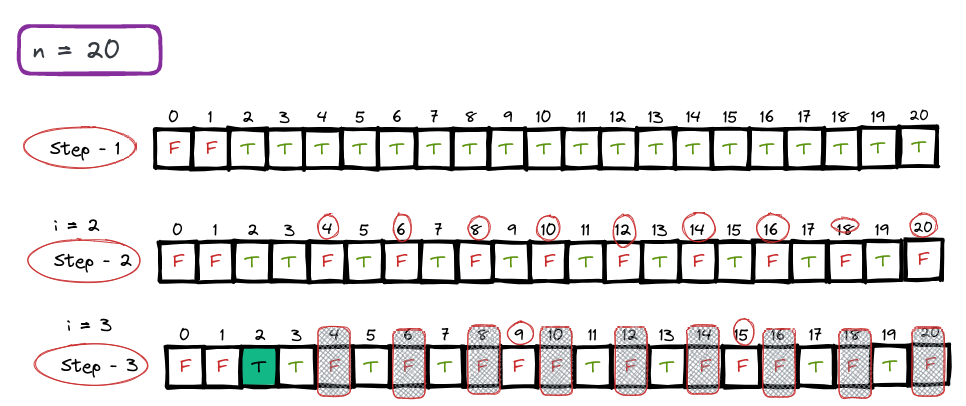 n = 20
0 1 2 3 4 5 6 7 8 9 10 11 12 13 14 15 16 17 18 19 20
Step - 1 F F T T T T T T T T T T T T T T T T T T T
i = 2 0 1 2 3 4 5 6 7 8 9 10 11 12 13 14 15 16 17 18 19 20
Step - 2 F F T T F T F T F T F T F T F T F T F T F
i = 3 0 1 2 3 4 5 6 7 8 9 10 11 12 13 14 15 16 17 18 19 20
Step - 3 F F T T F T F T F F F T F T F F F T F T F